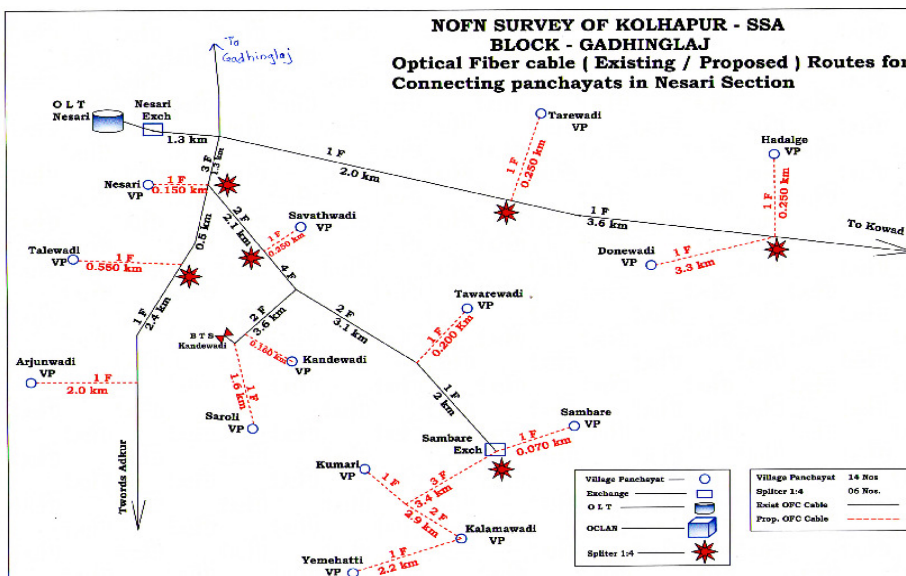 NOFN SURVEY OF KOLHAPUR - SSA
BLOCK - GADHINGLAJ
Optical Fiber cable ( Existing / Proposed ) Routes for
Connecting panchayats in Nesari Section
To
Gadhinglaj
O L T
Nesari
Nesari
Exch
1.3 km
Tarewadi
VP
1 F
0.250 km
Hadalge
VP
1 F
0.250 km
1 F
2.0 km
3 F
1.3 km
Nesari
VP
1 F
0.150 km
2 F
2.1 km
Savathwadi
VP
1 F
0.250 km
1 F
3.6 km
To Kowad
Donewadi
VP
1 F
3.3 km
0.5 km
Talewadi
VP
1 F
0.550 km
4 F
1 F
2.4 km
2 F
3.6 km
2 F
3.1 km
Tawarewadi
VP
1 F
0.200 KM
B T S
Kandewadi
Kandewadi
VP
Arjunwadi
VP
1 F
2.0 km
1 F
1.6 km
Saroli
VP
1 F
2 km
Sambare
Exch
Sambare
VP
1 F
0.070 km
Kumari
VP
1 F
3 F
3.4 km
2 F
2.9 km
Kalamawadi
VP
Yemehatti
VP
1 F
2.2 km
Twords Adkur
Village Panchayat
Exchange
O L T
OCLAN
Spliter 1:4
Village Panchayat 14 Nos
Spliter 1:4 06 Nos.
Exist OFC Cable
Prop. OFC Cable